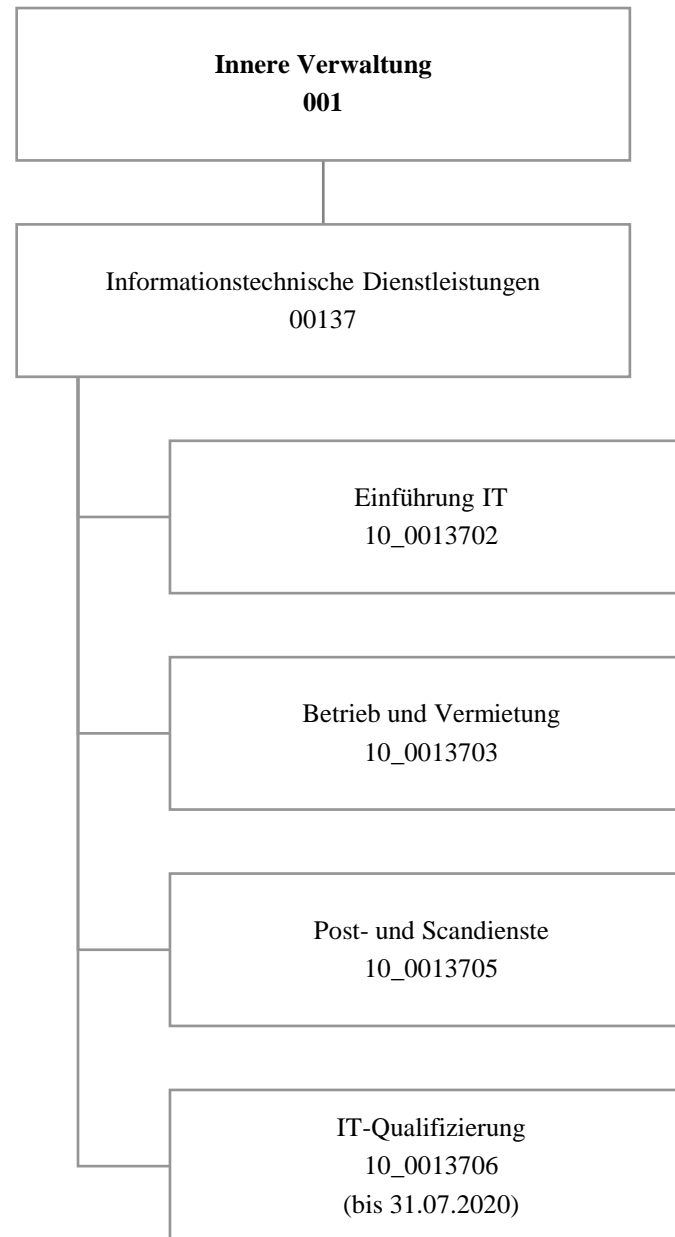 Innere Verwaltung
001
Informationstechnische Dienstleistungen
00137
Einführung IT
10_0013702
Betrieb und Vermietung
10_0013703
Post- und Scandienste
10_0013705
IT-Qualifizierung
10_0013706
(bis 31.07.2020)